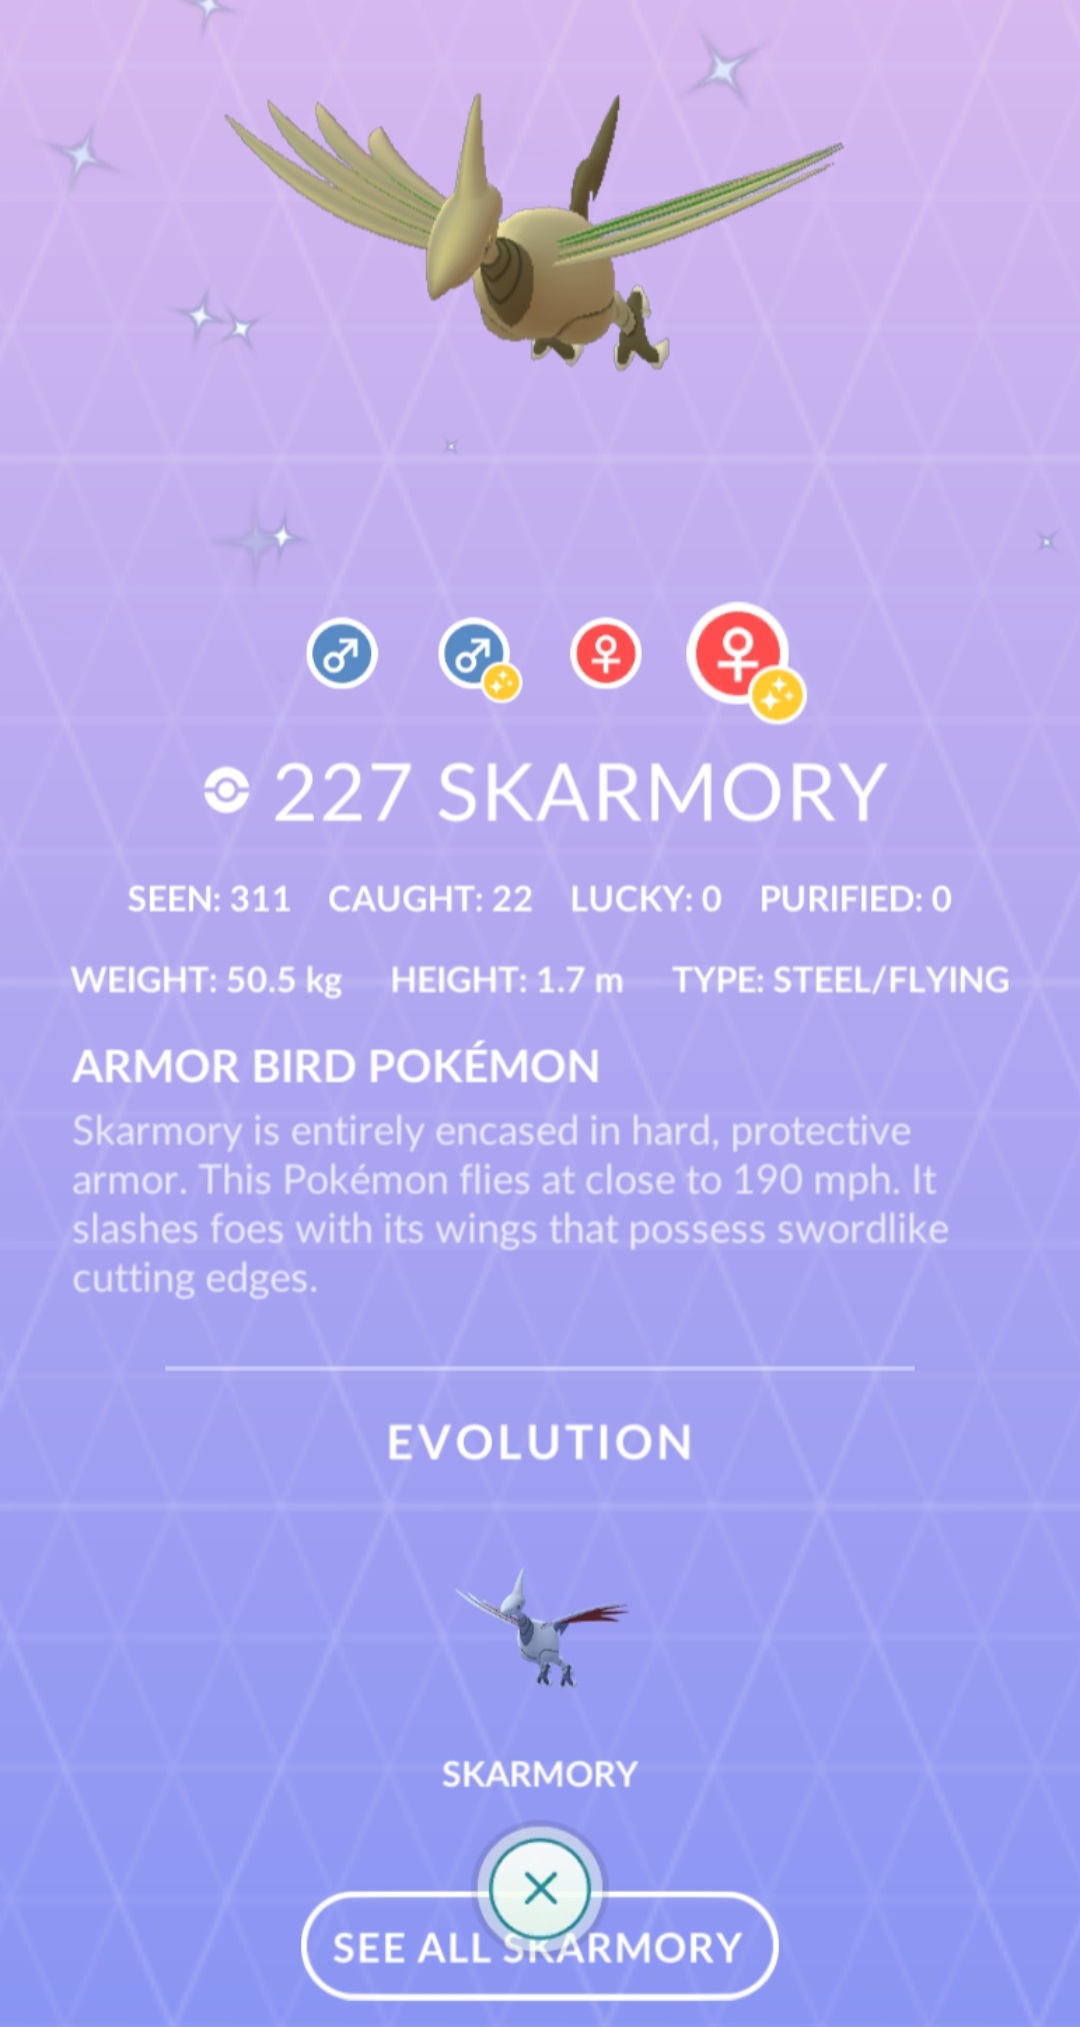 227 SKARMORY
SEEN: 311 CAUGHT: 22 LUCKY: 0 PURIFIED: 0
WEIGHT: 50.5 kg HEIGHT: 1.7 m TYPE: STEEL/FLYING
ARMOR BIRD POKÉMON
Skarmory is entirely encased in hard, protective
armor. This Pokémon flies at close to 190 mph. It
slashes foes with its wings that possess swordlike
cutting edges.
EVOLUTION
SKARMORY
SEE ALL SKARMORY